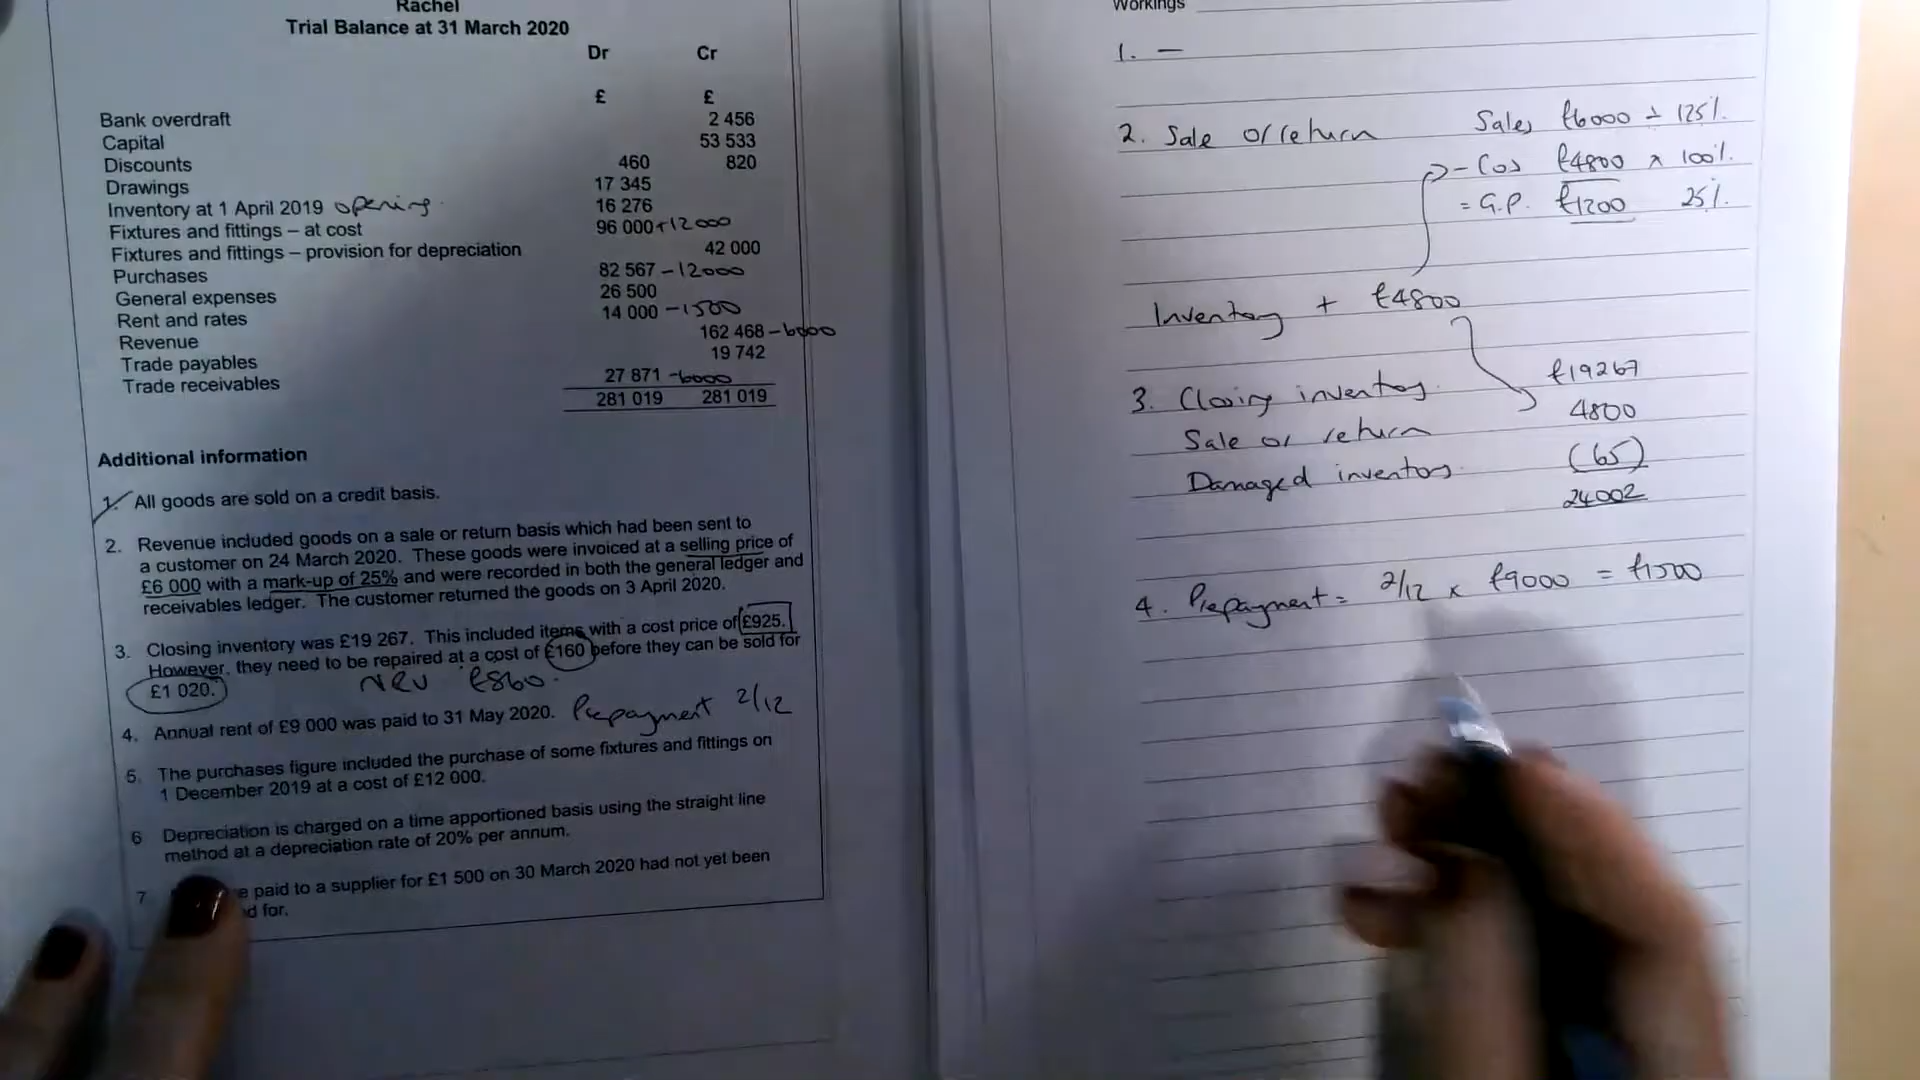 Rachel
Trial Balance at 31 March 2020
Dr Cr
£ £
Bank overdraft 2 456
Capital 53 533
Discounts 460 820
Drawings 17 345
Inventory at 1 April 2019 opening. 16 276
Fixtures and fittings – at cost 96 000 + 12 000
Fixtures and fittings – provision for depreciation 42 000
Purchases 82 567 – 12 000
General expenses 26 500
Rent and rates 14 000 – 1500
Revenue 162 468 – 6000
Trade payables 19 742
Trade receivables 27 871 – 6000
281 019 281 019
Additional information
1. All goods are sold on a credit basis.
2. Revenue included goods on a sale or return basis which had been sent to
a customer on 24 March 2020. These goods were invoiced at a selling price of
£6 000 with a mark-up of 25% and were recorded in both the general ledger and
receivables ledger. The customer returned the goods on 3 April 2020.
3. Closing inventory was £19 267. This included items with a cost price of £925.
However, they need to be repaired at a cost of £160 before they can be sold for
£1 020. NRV £860.
4. Annual rent of £9 000 was paid to 31 May 2020. Prepayment 2/12
5. The purchases figure included the purchase of some fixtures and fittings on
1 December 2019 at a cost of £12 000.
6 Depreciation is charged on a time apportioned basis using the straight line
method at a depreciation rate of 20% per annum.
7 paid to a supplier for £1 500 on 30 March 2020 had not yet been
for.
Workings
1. —
2. Sale or return Sales £6000 ÷ 125%.
– Cos £4800 x 100%.
= G.P. £1200 25%.
Inventory + £4800
3. Closing inventory. £19267
Sale or return 4800
Damaged inventory. (65)
24002
4. Prepayment = 2/12 x £9000 = £1500